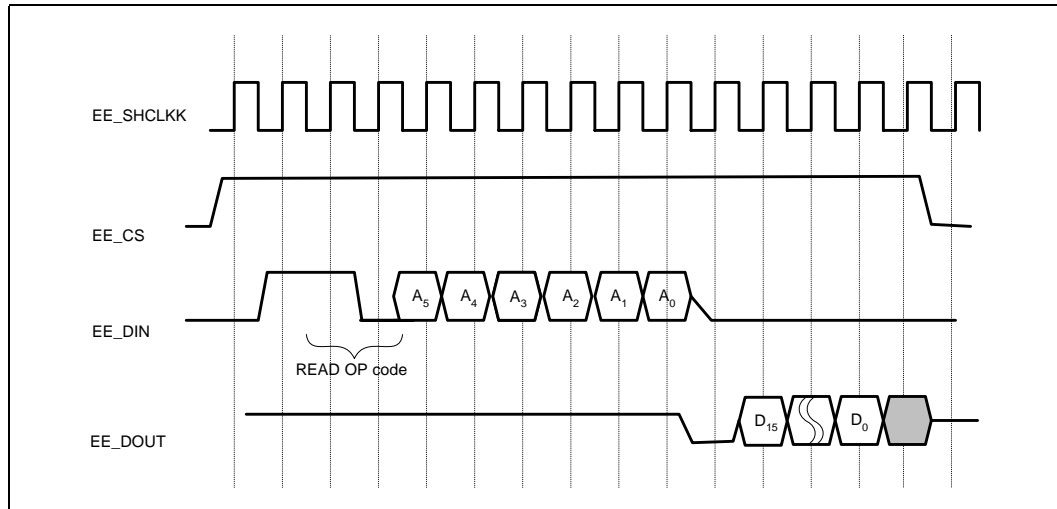 EE_SHCLKK
EE_CS
EE_DIN
A₅ A₄ A₃ A₂ A₁ A₀
READ OP code
EE_DOUT
D₁₅ D₀